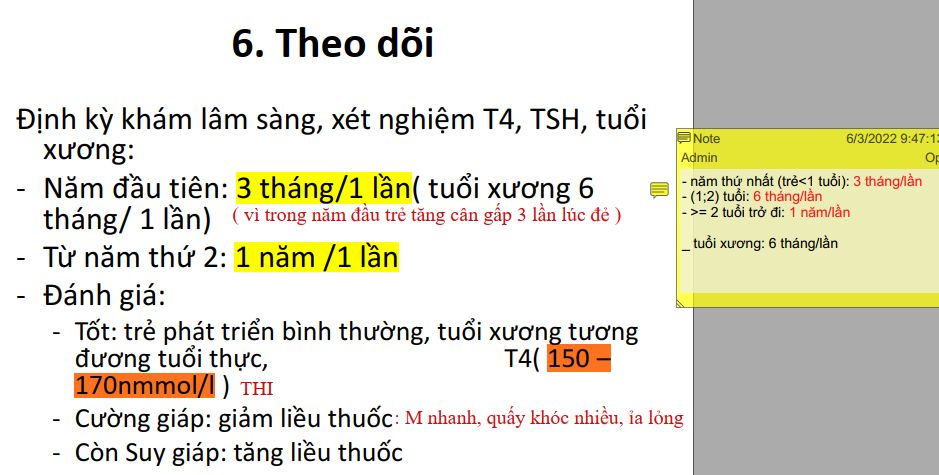 6. Theo dõi
Định kỳ khám lâm sàng, xét nghiệm T4, TSH, tuổi
xương:
- Năm đầu tiên: 3 tháng/1 lần( tuổi xương 6
tháng/ 1 lần) ( vì trong năm đầu trẻ tăng cân gấp 3 lần lúc đẻ )
- Từ năm thứ 2: 1 năm /1 lần
- Đánh giá:
- Tốt: trẻ phát triển bình thường, tuổi xương tương
đương tuổi thực, T4( 150 –
170nmmol/l ) THI
- Cường giáp: giảm liều thuốc : M nhanh, quấy khóc nhiều, ỉa lỏng
- Còn Suy giáp: tăng liều thuốc
Note 6/3/2022 9:47:13
Admin
- năm thứ nhất (trẻ<1 tuổi): 3 tháng/lần
- (1;2) tuổi: 6 tháng/lần
- >= 2 tuổi trở đi: 1 năm/lần
_ tuổi xương: 6 tháng/lần